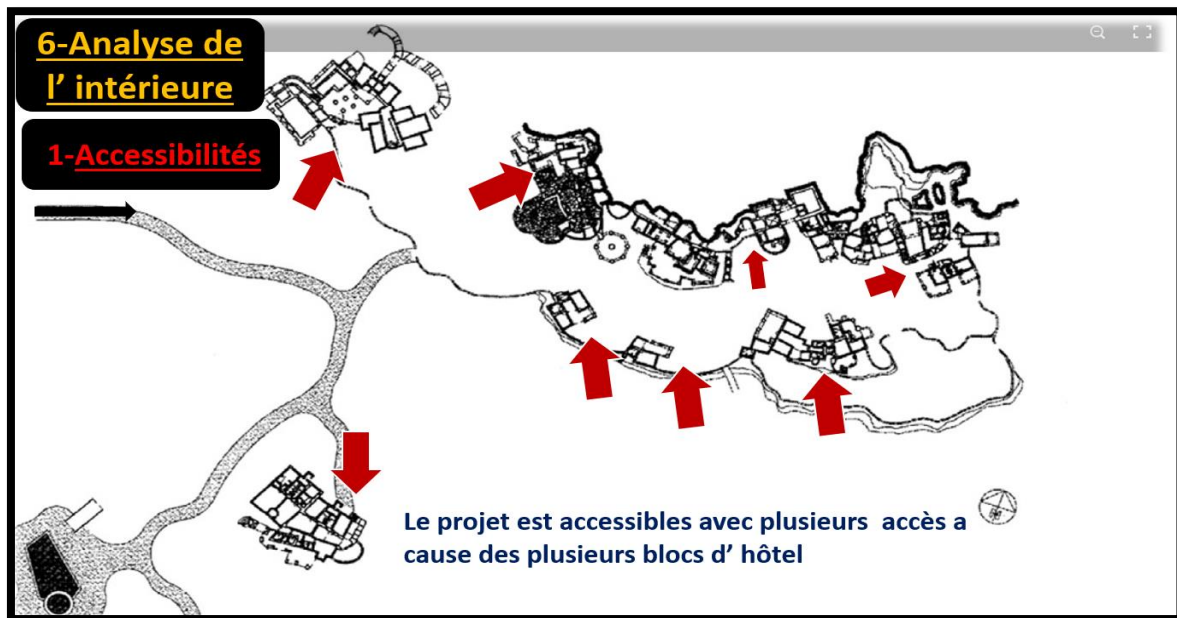 6-Analyse de
l’ intérieure
1-Accessibilités
Le projet est accessibles avec plusieurs accès a
cause des plusieurs blocs d’ hôtel